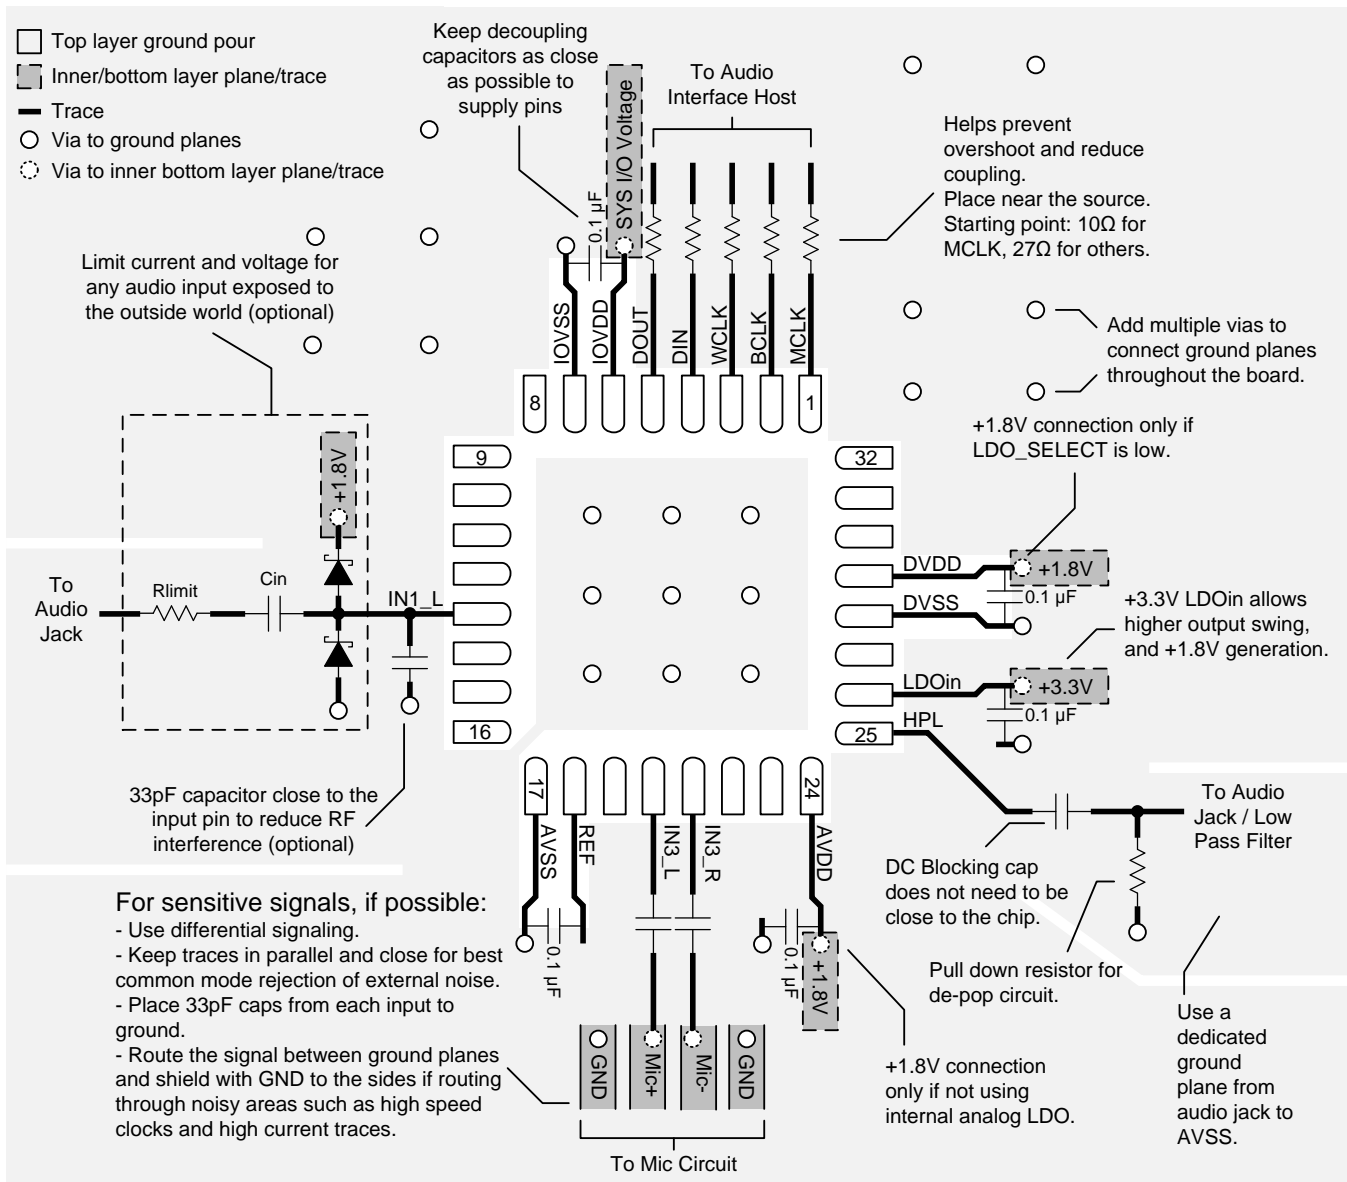 Top layer ground pour
Inner/bottom layer plane/trace
Trace
Via to ground planes
Via to inner bottom layer plane/trace
Keep decoupling
capacitors as close
as possible to
supply pins
SYS I/O Voltage
0.1 µF
To Audio
Interface Host
Helps prevent
overshoot and reduce
coupling.
Place near the source.
Starting point: 10Ω for
MCLK, 27Ω for others.
Limit current and voltage for
any audio input exposed to
the outside world (optional)
IOVSS
IOVDD
DOUT
DIN
WCLK
BCLK
MCLK
Add multiple vias to
connect ground planes
throughout the board.
8
1
+1.8V connection only if
LDO_SELECT is low.
9
32
+1.8V
DVDD
+1.8V
0.1 µF
DVSS
To
Audio
Jack
Rlimit
Cin
IN1_L
+3.3V LDOin allows
higher output swing,
and +1.8V generation.
LDOin
+3.3V
0.1 µF
HPL
16
25
17
24
33pF capacitor close to the
input pin to reduce RF
interference (optional)
AVSS
REF
IN3_L
IN3_R
AVDD
To Audio
Jack / Low
Pass Filter
DC Blocking cap
does not need to be
close to the chip.
For sensitive signals, if possible:
- Use differential signaling.
- Keep traces in parallel and close for best
common mode rejection of external noise.
- Place 33pF caps from each input to
ground.
- Route the signal between ground planes
and shield with GND to the sides if routing
through noisy areas such as high speed
clocks and high current traces.
0.1 µF
0.1 µF
+1.8V
Pull down resistor for
de-pop circuit.
Use a
dedicated
ground
plane from
audio jack to
AVSS.
GND
Mic+
Mic-
GND
+1.8V connection
only if not using
internal analog LDO.
To Mic Circuit